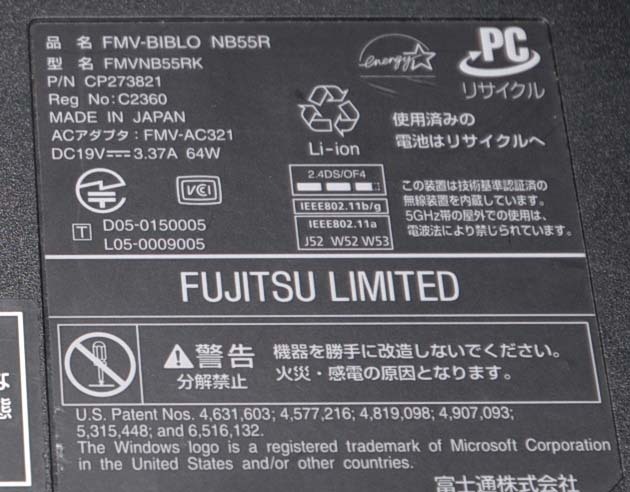 品 名 FMV-BIBLO NB55R
型 名 FMVNB55RK
P/N CP273821
Reg No:C2360
MADE IN JAPAN
ACアダプタ:FMV-AC321
DC19V⎓3.37A 64W
energy
PC
リサイクル
Li-ion
使用済みの
電池はリサイクルへ
VCI
T
D05-0150005
L05-0009005
2.4DS/OF4
IEEE802.11b/g
IEEE802.11a
J52 W52 W53
この装置は技術基準認証済の
無線装置を内蔵しています。
5GHz帯の屋外での使用は、
電波法により禁じられています。
FUJITSU LIMITED
警告
分解禁止
機器を勝手に改造しないでください。
火災・感電の原因となります。
U.S. Patent Nos. 4,631,603; 4,577,216; 4,819,098; 4,907,093;
5,315,448; and 6,516,132.
The Windows logo is a registered trademark of Microsoft Corporation
in the United States and/or other countries.
富士通株式会社
な
態